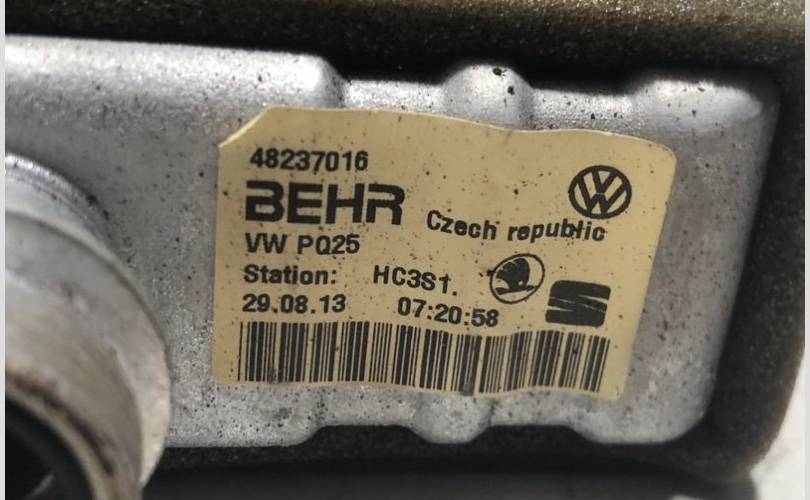 48237016
BEHR Czech republic
VW PQ25
Station: HC3S1.
29.08.13 07:20:58